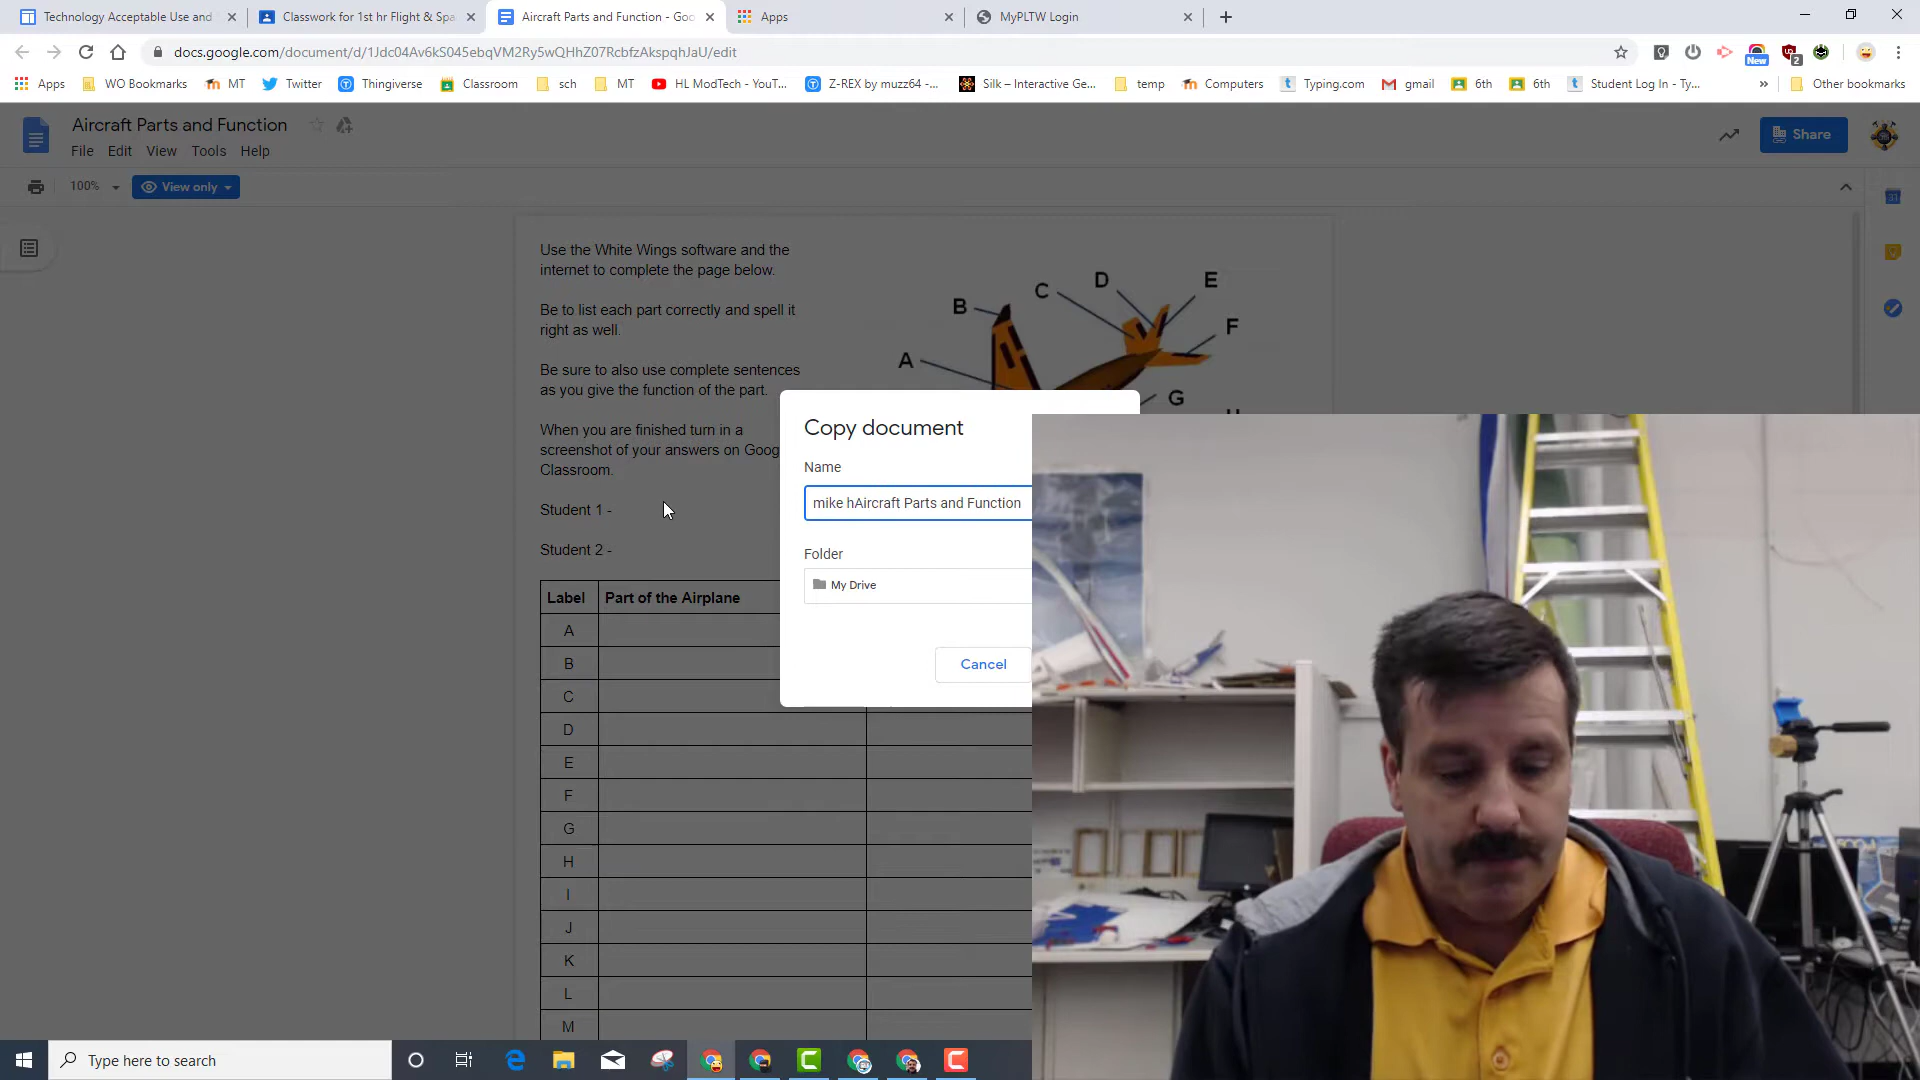 Technology Acceptable Use and
Classwork for 1st hr Flight & Spa
Aircraft Parts and Function - Goo
Apps
MyPLTW Login
docs.google.com/document/d/1Jdc04Av6kS045ebqVM2Ry5wQHhZ07RcbfzAkspqhJaU/edit
New
2
Apps
WO Bookmarks
MT
Twitter
Thingiverse
Classroom
sch
MT
HL ModTech - YouT...
Z-REX by muzz64 -...
Silk – Interactive Ge...
temp
Computers
Typing.com
gmail
6th
6th
Student Log In - Ty...
»
Other bookmarks
Aircraft Parts and Function
File Edit View Tools Help
Share
100%
View only
31
Use the White Wings software and the
internet to complete the page below.
Be to list each part correctly and spell it
right as well.
Be sure to also use complete sentences
as you give the function of the part.
When you are finished turn in a
screenshot of your answers on Goog
Classroom.
Student 1 -
Student 2 -
A
B
C
D
E
F
G
Copy document
Name
mike hAircraft Parts and Function
Folder
My Drive
Cancel
Label Part of the Airplane
A
B
C
D
E
F
G
H
I
J
K
L
M
Type here to search